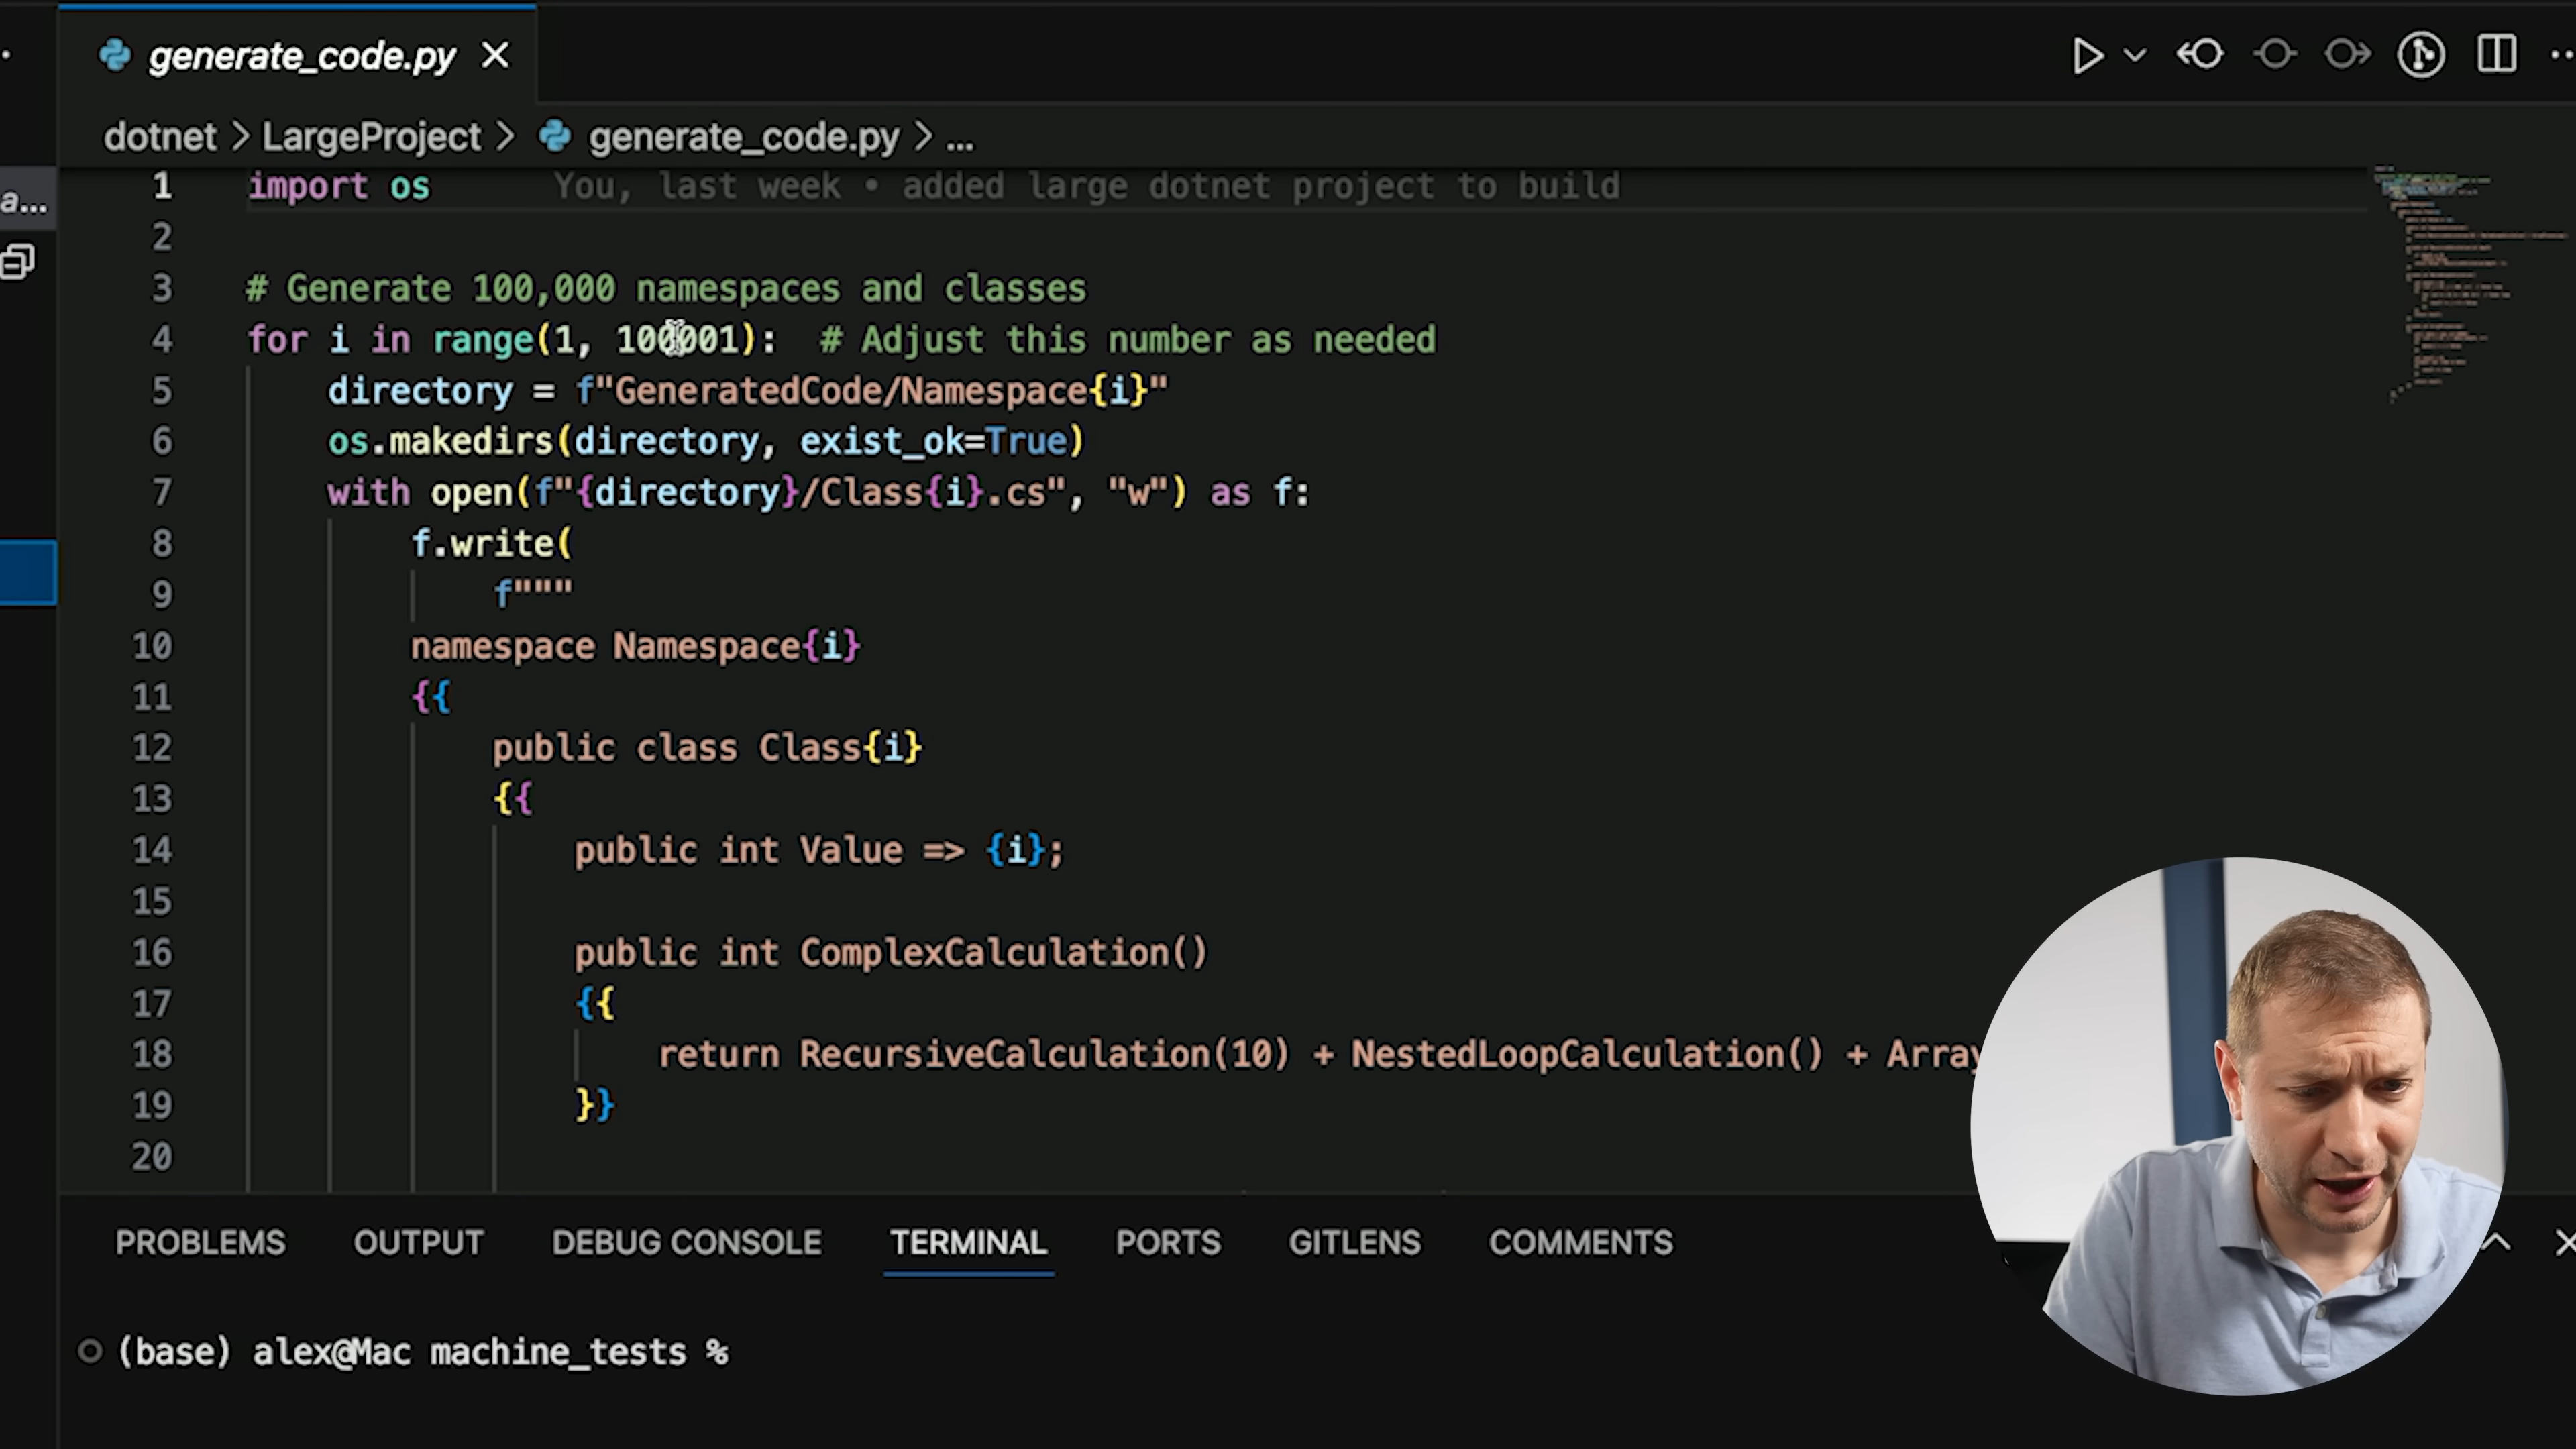 generate_code.py
dotnet > LargeProject > generate_code.py > ...
a...
1 import os You, last week • added large dotnet project to build
2
3 # Generate 100,000 namespaces and classes
4 for i in range(1, 100001): # Adjust this number as needed
5 directory = f"GeneratedCode/Namespace{i}"
6 os.makedirs(directory, exist_ok=True)
7 with open(f"{directory}/Class{i}.cs", "w") as f:
8 f.write(
9 f"""
10 namespace Namespace{i}
11 {{
12 public class Class{i}
13 {{
14 public int Value => {i};
15
16 public int ComplexCalculation()
17 {{
18 return RecursiveCalculation(10) + NestedLoopCalculation() + Array
19 }}
20
PROBLEMS OUTPUT DEBUG CONSOLE TERMINAL PORTS GITLENS COMMENTS
(base) alex@Mac machine_tests %